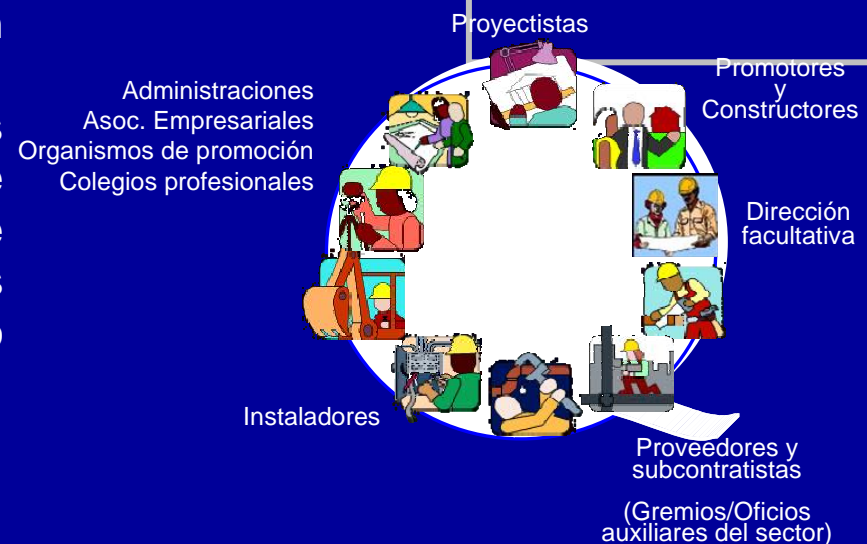 Proyectistas
Promotores
y
Constructores
Administraciones
Asoc. Empresariales
Organismos de promoción
Colegios profesionales
Dirección
facultativa
Instaladores
Proveedores y
subcontratistas
(Gremios/Oficios
auxiliares del sector)